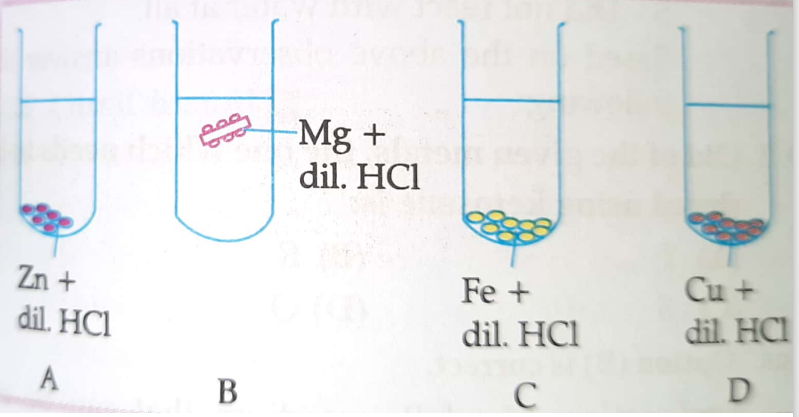 Zn +
dil. HCl
A
Mg +
dil. HCl
B
Fe +
dil. HCl
C
Cu +
dil. HCl
D